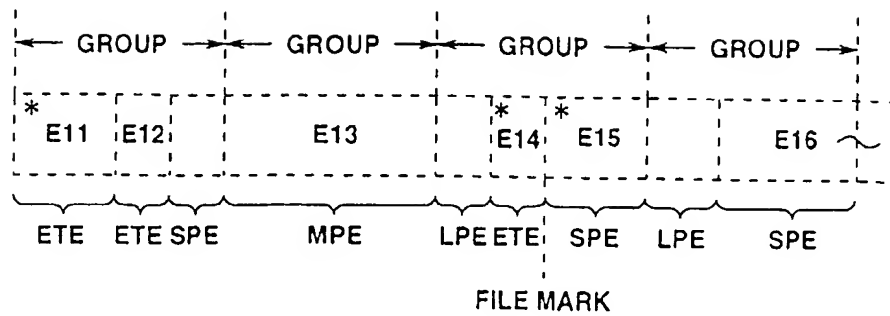 GROUP GROUP GROUP GROUP
* E11 E12 E13 * E14 * E15 E16
ETE ETE SPE MPE LPE ETE SPE LPE SPE
FILE MARK